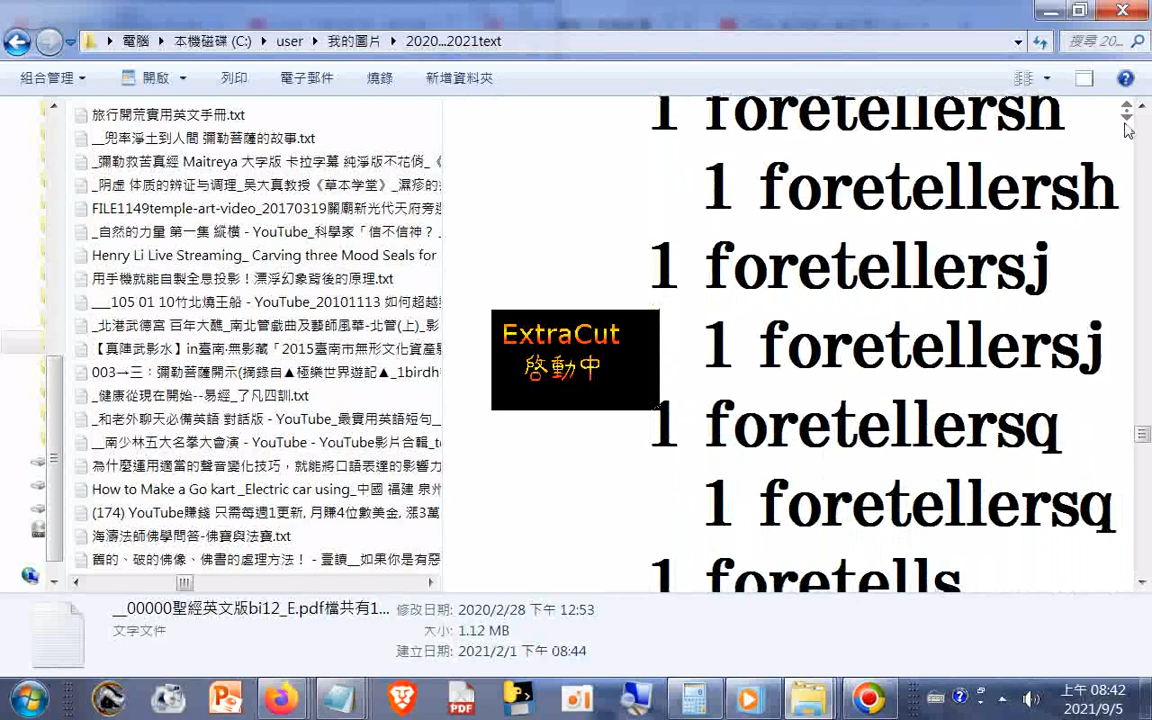 電腦 本機磁碟 (C:) user 我的圖片 2020...2021text
搜尋 20...
組合管理 開啟 列印 電子郵件 燒錄 新增資料夾
旅行開荒實用英文手冊.txt
__兜率淨土到人間 彌勒菩薩的故事.txt
_彌勒救苦真經 Maitreya 大字版 卡拉字幕 純淨版不花俏_《
_阴虚 体质的辨证与调理_吴大真教授《草本学堂》_濕疹的
FILE1149temple-art-video_20170319關廟新光代天府旁
_自然的力量 第一集 縱橫 - YouTube_科學家「信不信神？」
Henry Li Live Streaming_ Carving three Mood Seals for
用手機就能自製全息投影！漂浮幻象背後的原理.txt
___105 01 10竹北燒王船 - YouTube_20101113 如何超越
_北港武德宮 百年大醮_南北管戲曲及藝師風華-北管(上)_影
【真陣武影水】in臺南·無影藏「2015臺南市無形文化資產
003→三：彌勒菩薩開示(摘錄自▲極樂世界遊記▲_1birdh
_健康從現在開始--易經_了凡四訓.txt
_和老外聊天必備英語 對話版 - YouTube_最實用英語短句_
__南少林五大名拳大會演 - YouTube - YouTube影片合輯_t
為什麼運用適當的聲音變化技巧，就能將口語表達的影響力
How to Make a Go kart _Electric car using_中國 福建 泉州
(174) YouTube賺錢 只需每週1更新, 月賺4位數美金, 漲3萬
海濤法師佛學問答-佛寶與法寶.txt
舊的、破的佛像、佛書的處理方法！ - 壹讀__如果你是有惡
1 foretellersh
1 foretellersh
1 foretellersj
1 foretellersj
1 foretellersq
1 foretellersq
1 foretells
ExtraCut
啓動中
__00000聖經英文版bi12_E.pdf檔共有1... 修改日期: 2020/2/28 下午 12:53
文字文件 大小: 1.12 MB
建立日期: 2021/2/1 下午 08:44
上午 08:42
2021/9/5